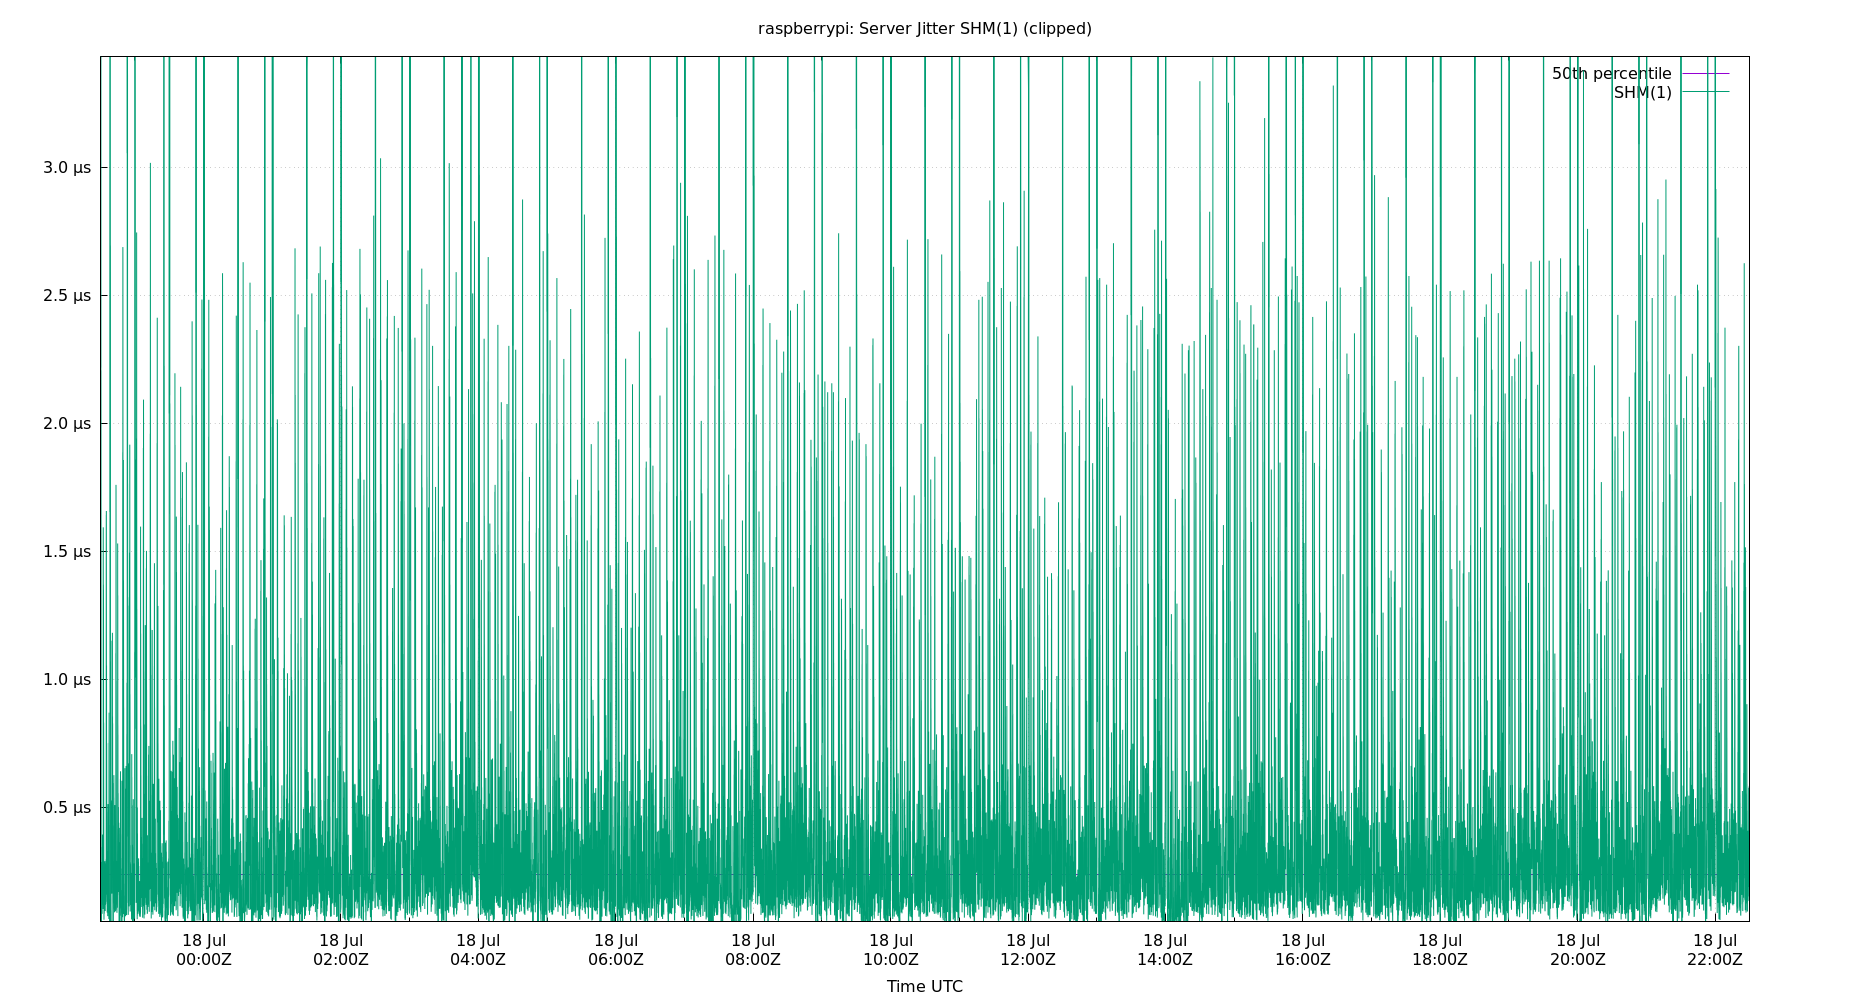 raspberrypi: Server Jitter SHM(1) (clipped)
50th percentile
SHM(1)
3.0 µs
2.5 µs
2.0 µs
1.5 µs
1.0 µs
0.5 µs
18 Jul 18 Jul 18 Jul 18 Jul 18 Jul 18 Jul 18 Jul 18 Jul 18 Jul 18 Jul 18 Jul 18 Jul
00:00Z 02:00Z 04:00Z 06:00Z 08:00Z 10:00Z 12:00Z 14:00Z 16:00Z 18:00Z 20:00Z 22:00Z
Time UTC